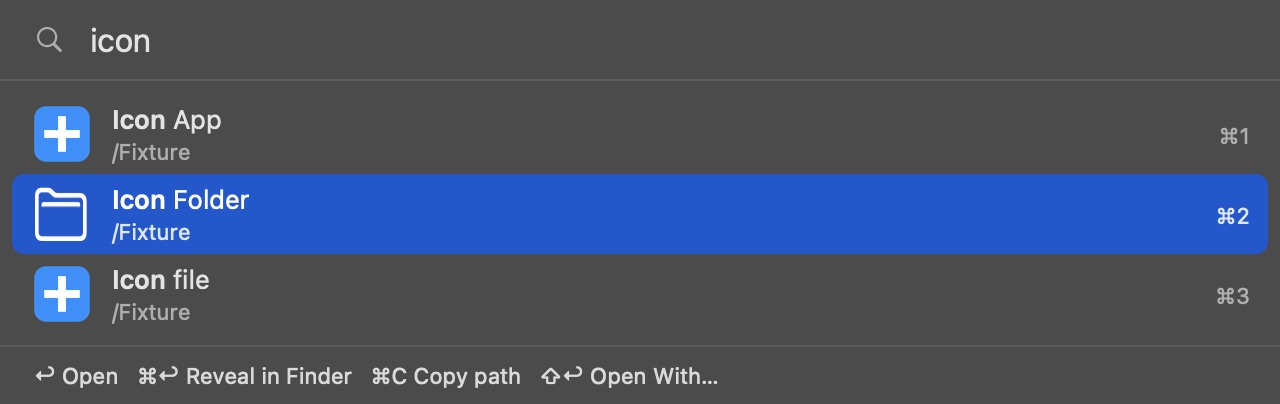 icon
Icon App
/Fixture
⌘1
Icon Folder
/Fixture
⌘2
Icon file
/Fixture
⌘3
↩ Open ⌘↩ Reveal in Finder ⌘C Copy path ⇧↩ Open With...